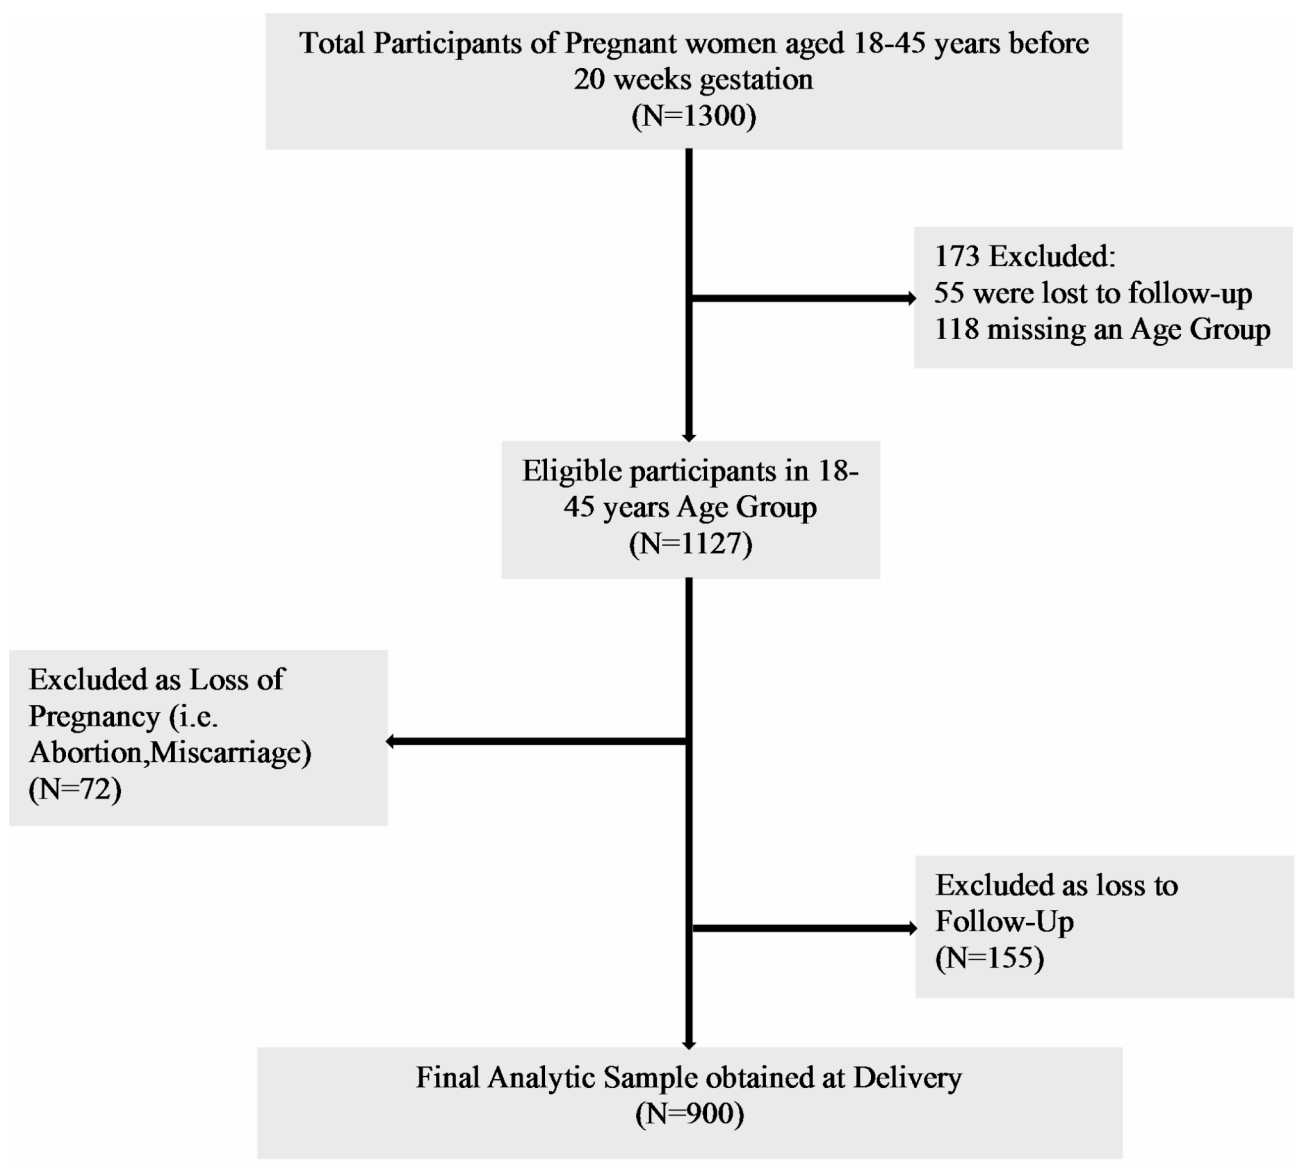 Total Participants of Pregnant women aged 18-45 years before
20 weeks gestation
(N=1300)
173 Excluded:
55 were lost to follow-up
118 missing an Age Group
Eligible participants in 18-
45 years Age Group
(N=1127)
Excluded as Loss of
Pregnancy (i.e.
Abortion,Miscarriage)
(N=72)
Excluded as loss to
Follow-Up
(N=155)
Final Analytic Sample obtained at Delivery
(N=900)